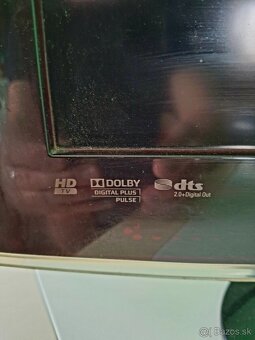 HD
TV
DOLBY
DIGITAL PLUS
PULSE
dts
2.0+Digital Out
© bazos.sk